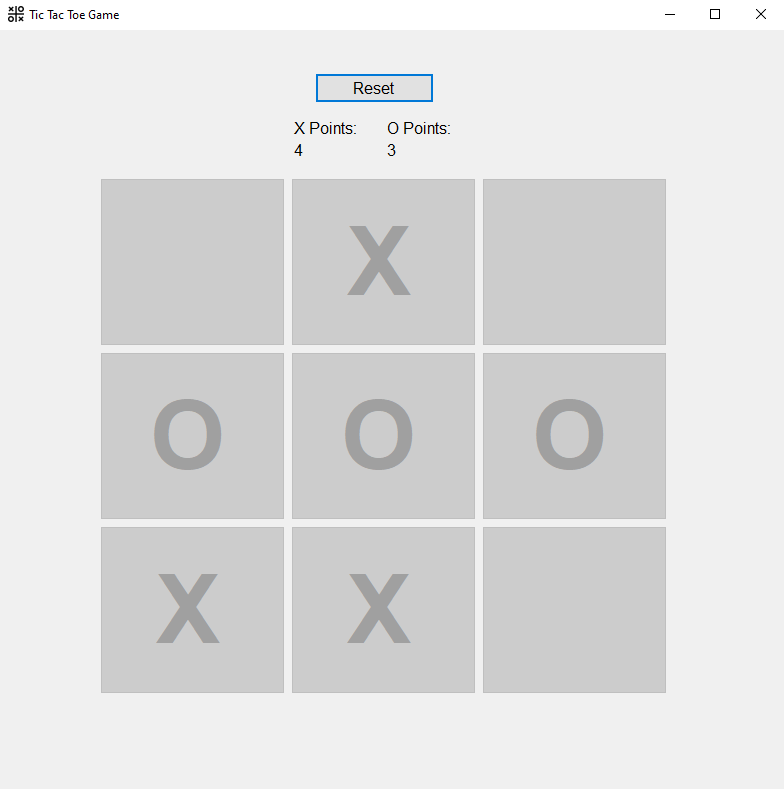 Tic Tac Toe Game
Reset
X Points: O Points:
4 3
X
O O O
X X